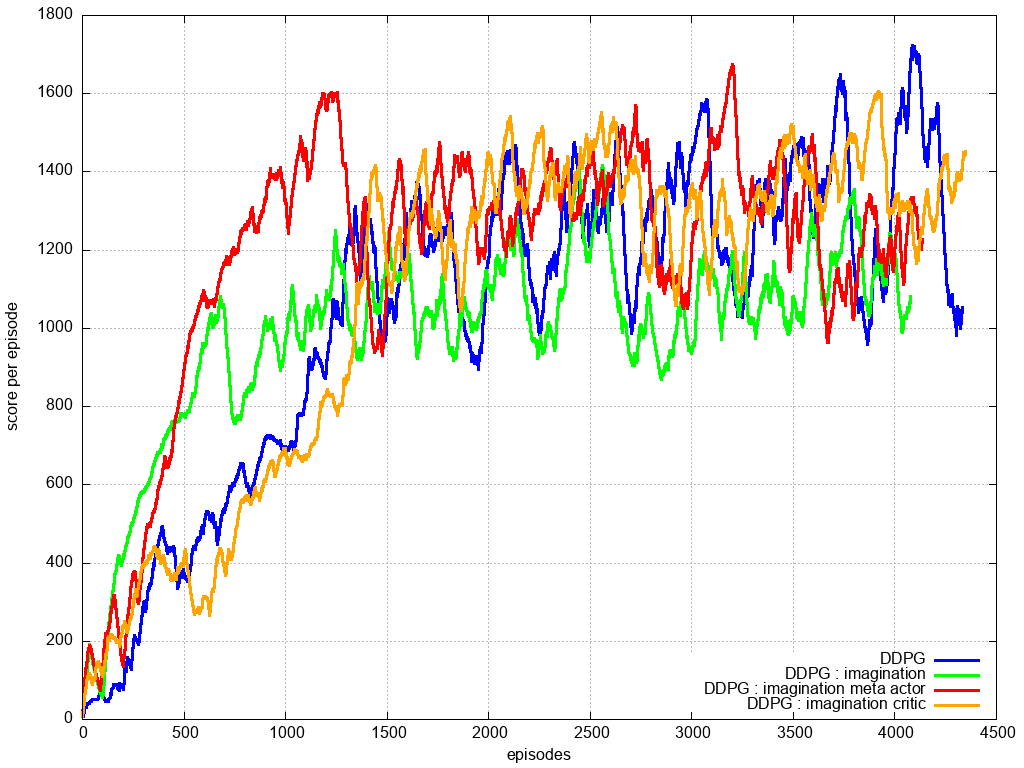 1800
1600
1400
1200
1000
800
600
400
200
0
score per episode
DDPG
DDPG : imagination
DDPG : imagination meta actor
DDPG : imagination critic
0 500 1000 1500 2000 2500 3000 3500 4000 4500
episodes